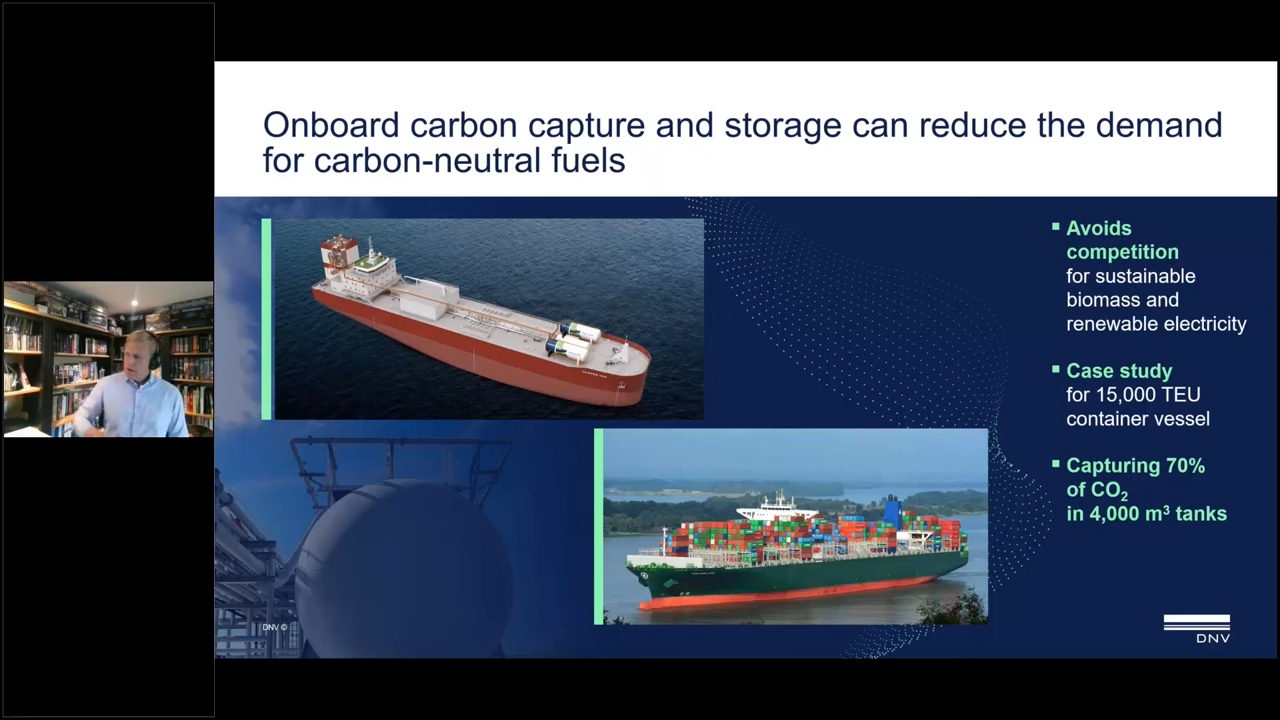 Onboard carbon capture and storage can reduce the demand
for carbon-neutral fuels
Avoids
competition
for sustainable
biomass and
renewable electricity
Case study
for 15,000 TEU
container vessel
Capturing 70%
of CO₂
in 4,000 m³ tanks
DNV ©
DNV